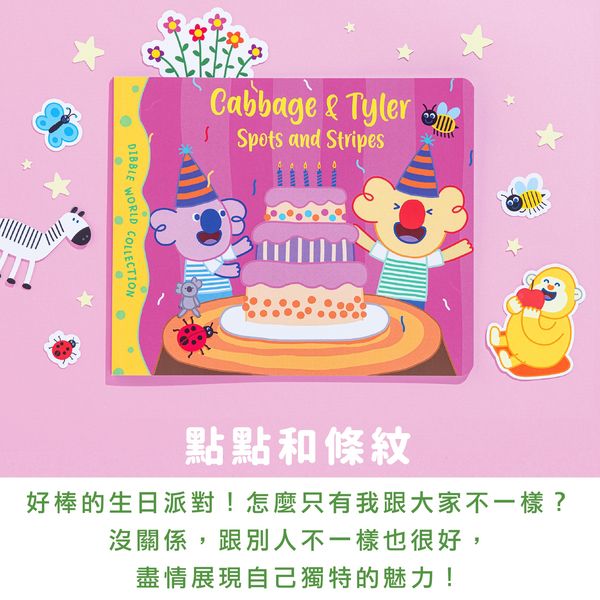 Cabbage & Tyler
Spots and Stripes
DIBBLE WORLD COLLECTION
點點和條紋
好棒的生日派對！怎麼只有我跟大家不一樣？
沒關係，跟別人不一樣也很好，
盡情展現自己獨特的魅力！